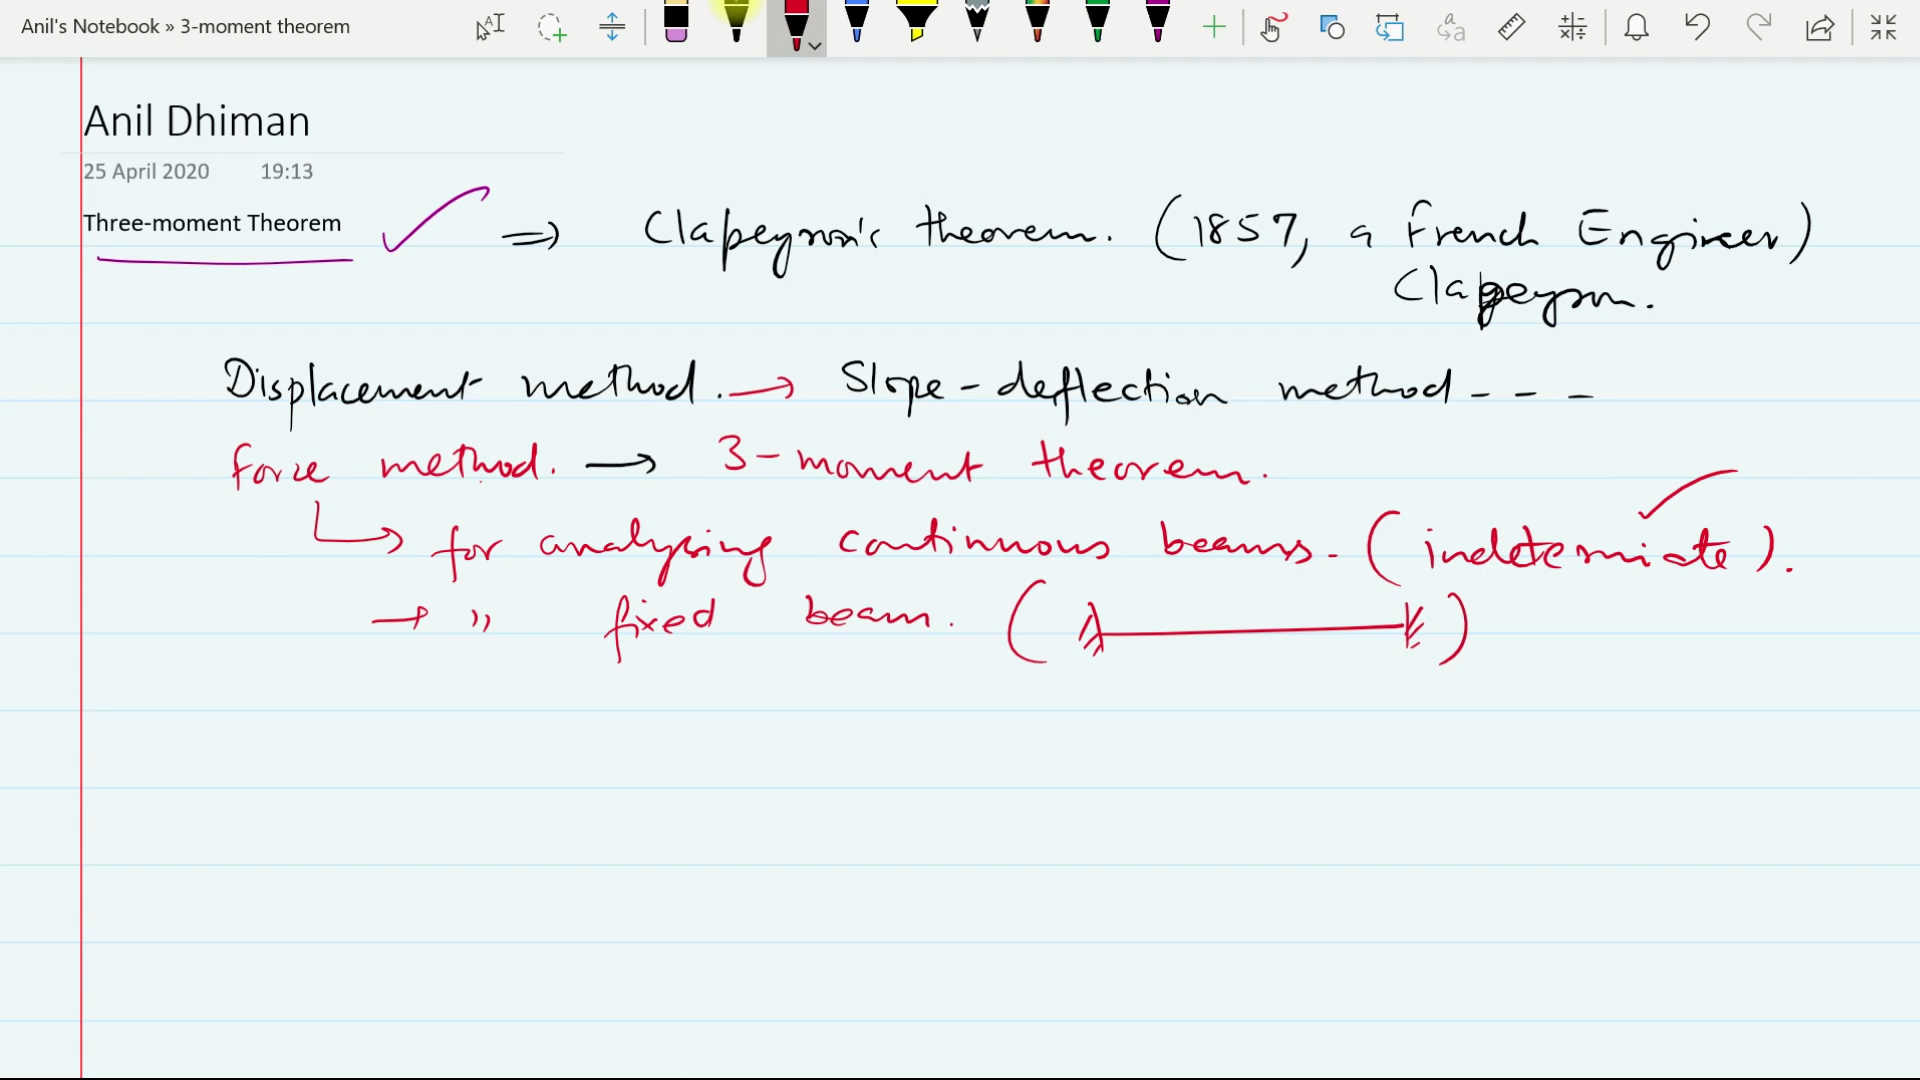 Anil's Notebook » 3-moment theorem
Anil Dhiman
25 April 2020 19:13
Three-moment Theorem ⇒ Clapeyron's theorem. (1857, a French Engineer)
Clapeyron.
Displacement method. → Slope-deflection method - - -
Force method. → 3-moment theorem.
↳ for analysing continuous beams. (indeterminate).
→ " fixed beam. ( )